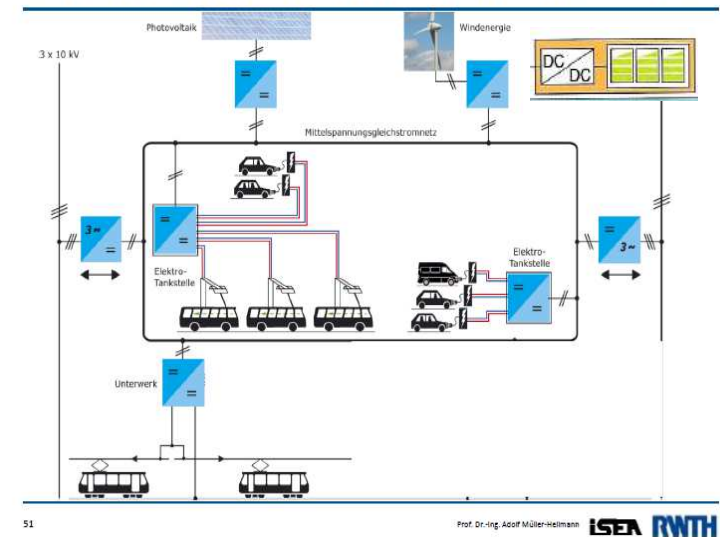 Photovoltaik
Windenergie
3 x 10 kV
DC
DC
Mittelspannungsgleichstromnetz
3~
Elektro-
Tankstelle
Elektro-
Tankstelle
3~
Unterwerk
51
Prof. Dr.-Ing. Adolf Müller-Hellmann
iSEA
RWTH